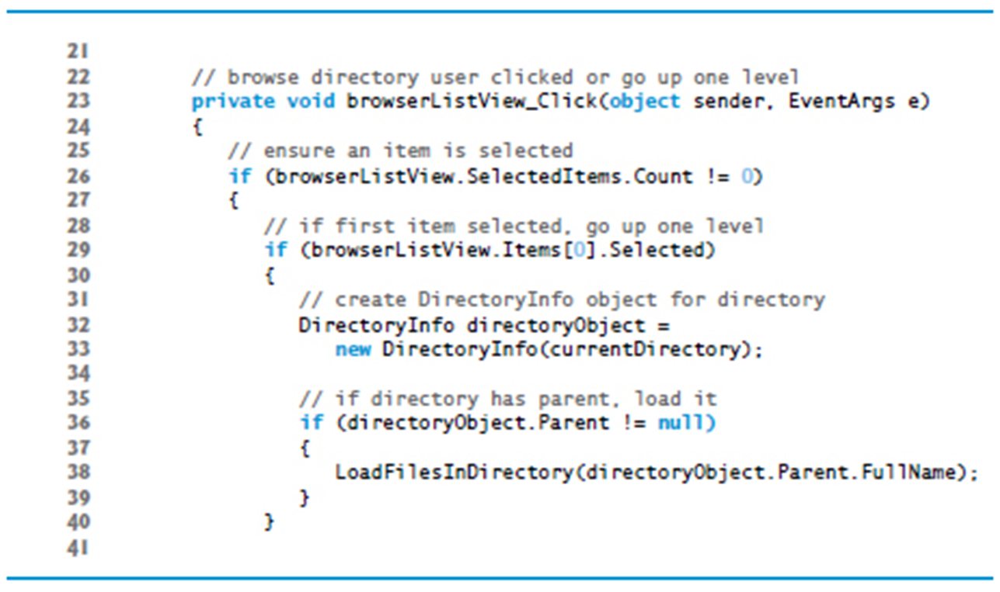 21
22 // browse directory user clicked or go up one level
23 private void browserListView_Click(object sender, EventArgs e)
24 {
25 // ensure an item is selected
26 if (browserListView.SelectedItems.Count != 0)
27 {
28 // if first item selected, go up one level
29 if (browserListView.Items[0].Selected)
30 {
31 // create DirectoryInfo object for directory
32 DirectoryInfo directoryObject =
33 new DirectoryInfo(currentDirectory);
34
35 // if directory has parent, load it
36 if (directoryObject.Parent != null)
37 {
38 LoadFilesInDirectory(directoryObject.Parent.FullName);
39 }
40 }
41